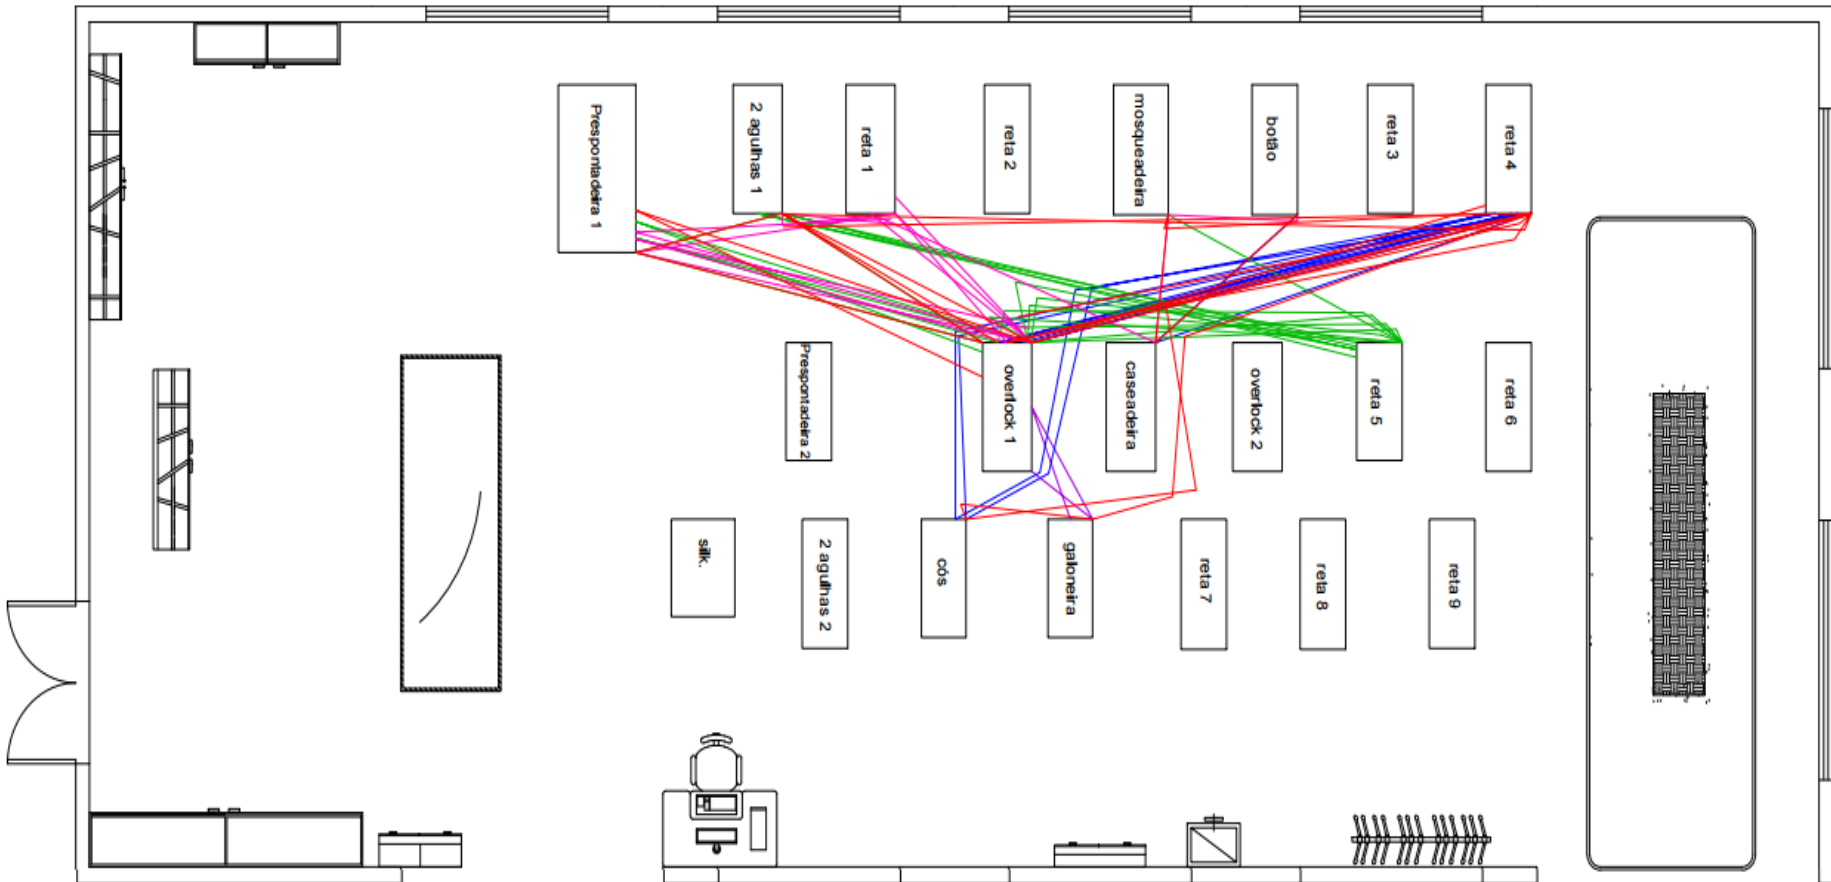 Prespontadeira 1
2 agulhas 1
reta 1
reta 2
mosqueadeira
botão
reta 3
reta 4
Prespontadeira 2
overlock 1
caseadeira
overlock 2
reta 5
reta 6
silk.
2 agulhas 2
cós
galoneira
reta 7
reta 8
reta 9